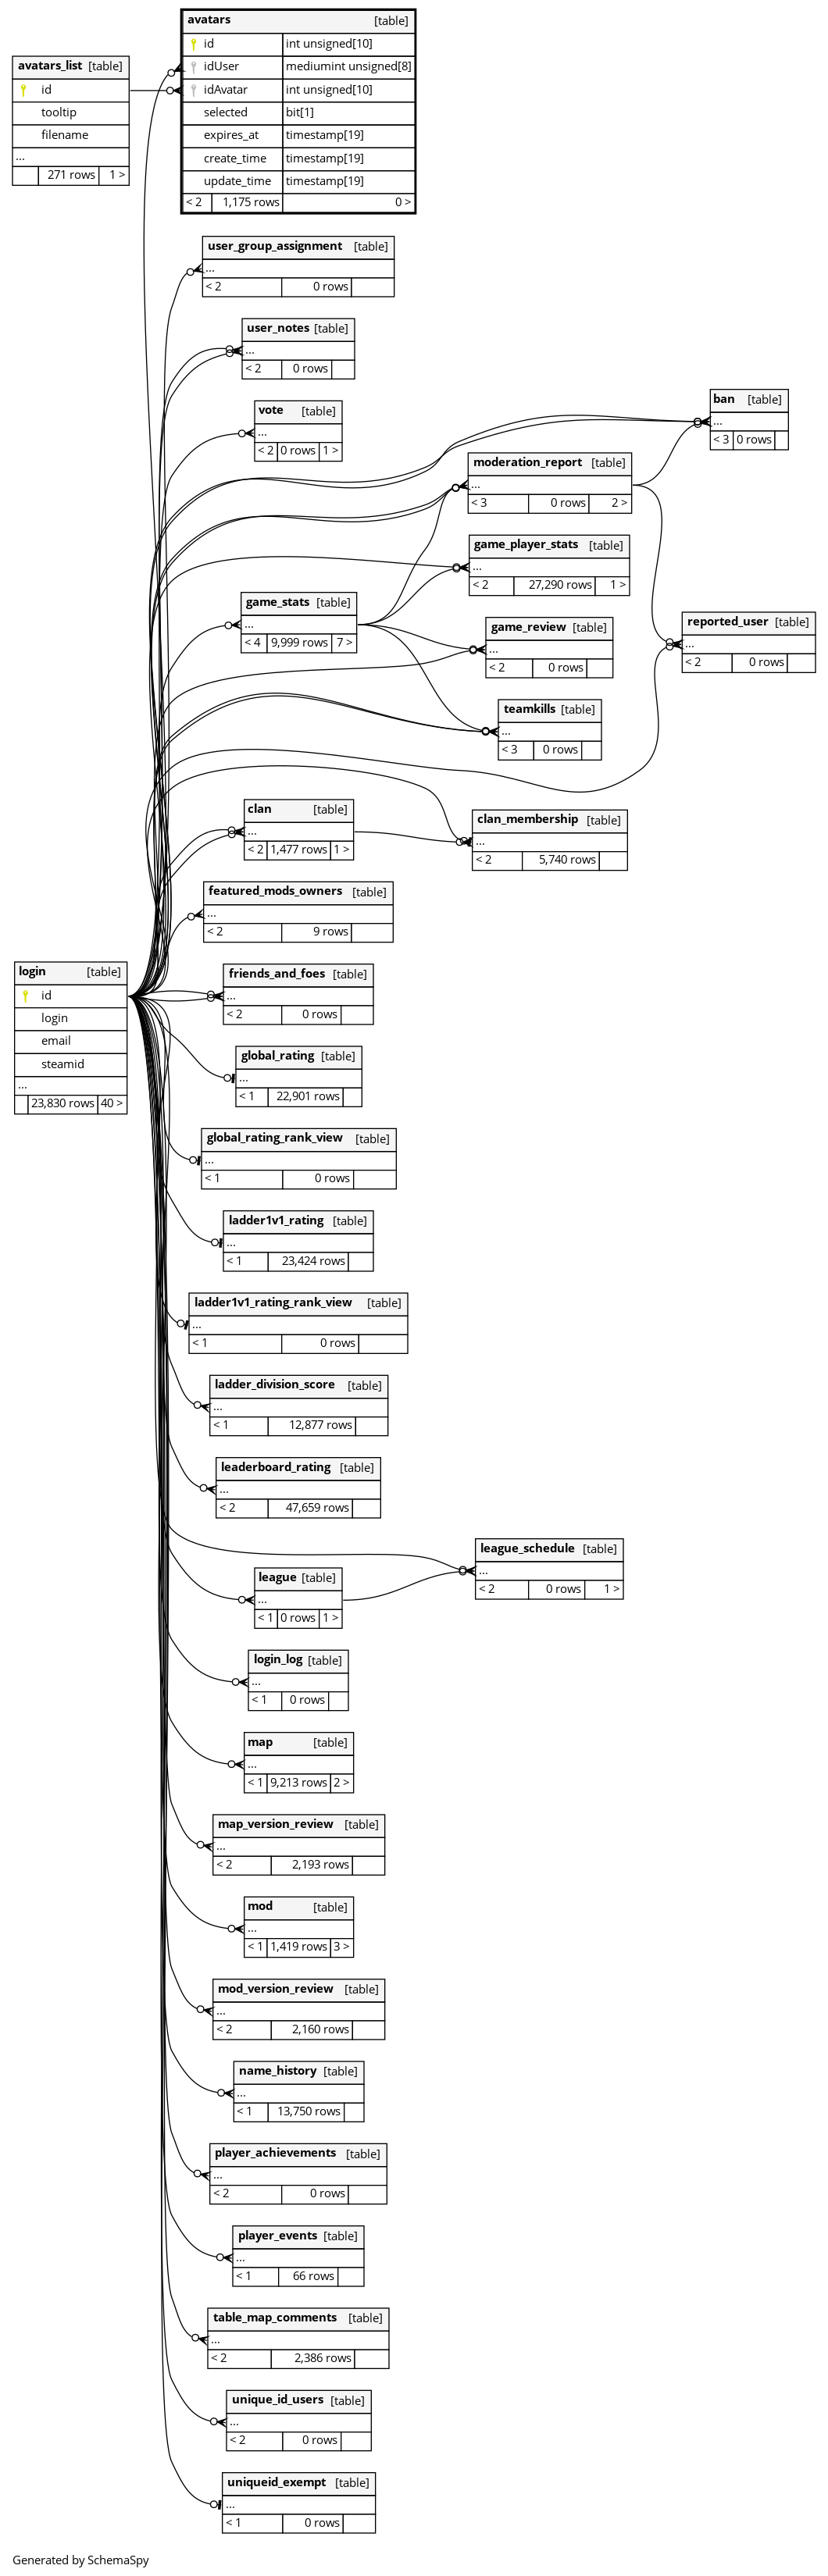 avatars [table]
id int unsigned[10]
idUser mediumint unsigned[8]
idAvatar int unsigned[10]
selected bit[1]
expires_at timestamp[19]
create_time timestamp[19]
update_time timestamp[19]
< 2 1,175 rows 0 >
avatars_list [table]
id
tooltip
filename
...
271 rows 1 >
user_group_assignment [table]
...
< 2 0 rows
user_notes [table]
...
< 2 0 rows
vote [table]
...
< 2 0 rows 1 >
ban [table]
...
< 3 0 rows
moderation_report [table]
...
< 3 0 rows 2 >
game_player_stats [table]
...
< 2 27,290 rows 1 >
game_stats [table]
...
< 4 9,999 rows 7 >
game_review [table]
...
< 2 0 rows
reported_user [table]
...
< 2 0 rows
teamkills [table]
...
< 3 0 rows
clan [table]
...
< 2 1,477 rows 1 >
clan_membership [table]
...
< 2 5,740 rows
featured_mods_owners [table]
...
< 2 9 rows
login [table]
id
login
email
steamid
...
23,830 rows 40 >
friends_and_foes [table]
...
< 2 0 rows
global_rating [table]
...
< 1 22,901 rows
global_rating_rank_view [table]
...
< 1 0 rows
ladder1v1_rating [table]
...
< 1 23,424 rows
ladder1v1_rating_rank_view [table]
...
< 1 0 rows
ladder_division_score [table]
...
< 1 12,877 rows
leaderboard_rating [table]
...
< 2 47,659 rows
league_schedule [table]
...
< 2 0 rows 1 >
league [table]
...
< 1 0 rows 1 >
login_log [table]
...
< 1 0 rows
map [table]
...
< 1 9,213 rows 2 >
map_version_review [table]
...
< 2 2,193 rows
mod [table]
...
< 1 1,419 rows 3 >
mod_version_review [table]
...
< 2 2,160 rows
name_history [table]
...
< 1 13,750 rows
player_achievements [table]
...
< 2 0 rows
player_events [table]
...
< 1 66 rows
table_map_comments [table]
...
< 2 2,386 rows
unique_id_users [table]
...
< 2 0 rows
uniqueid_exempt [table]
...
< 1 0 rows
Generated by SchemaSpy